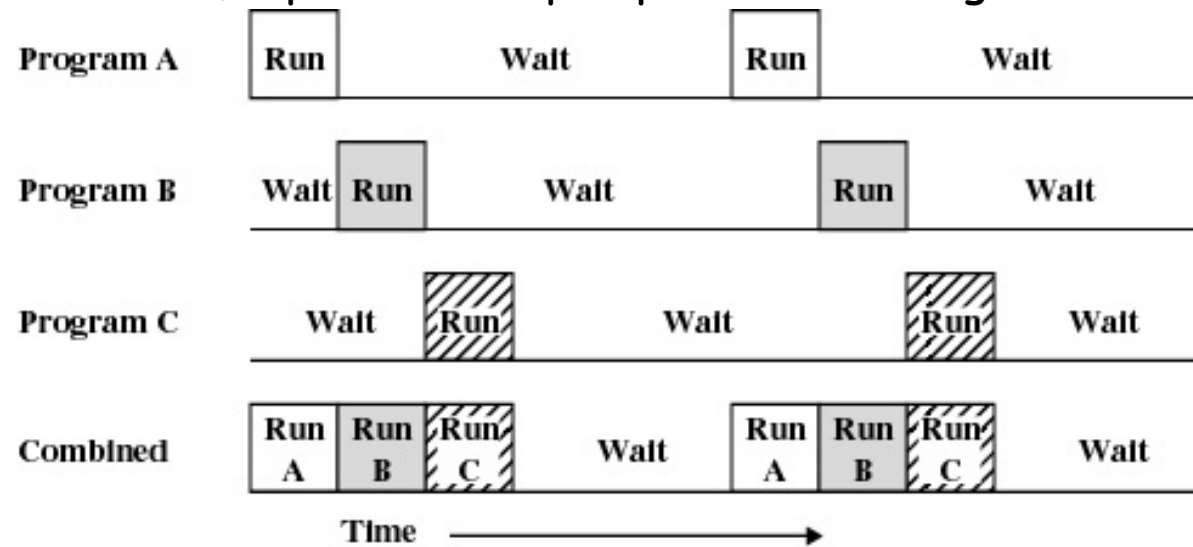 Program A Run Wait Run Wait
Program B Wait Run Wait Run Wait
Program C Wait Run Wait Run Wait
Combined Run A Run B Run C Wait Run A Run B Run C Wait
Time